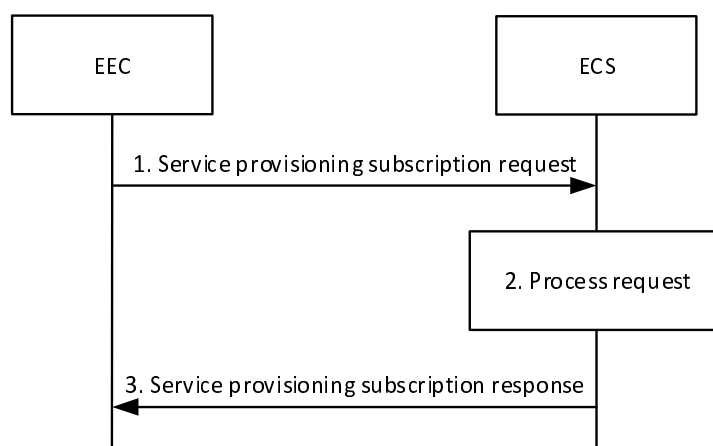 EEC
ECS
1. Service provisioning subscription request
2. Process request
3. Service provisioning subscription response